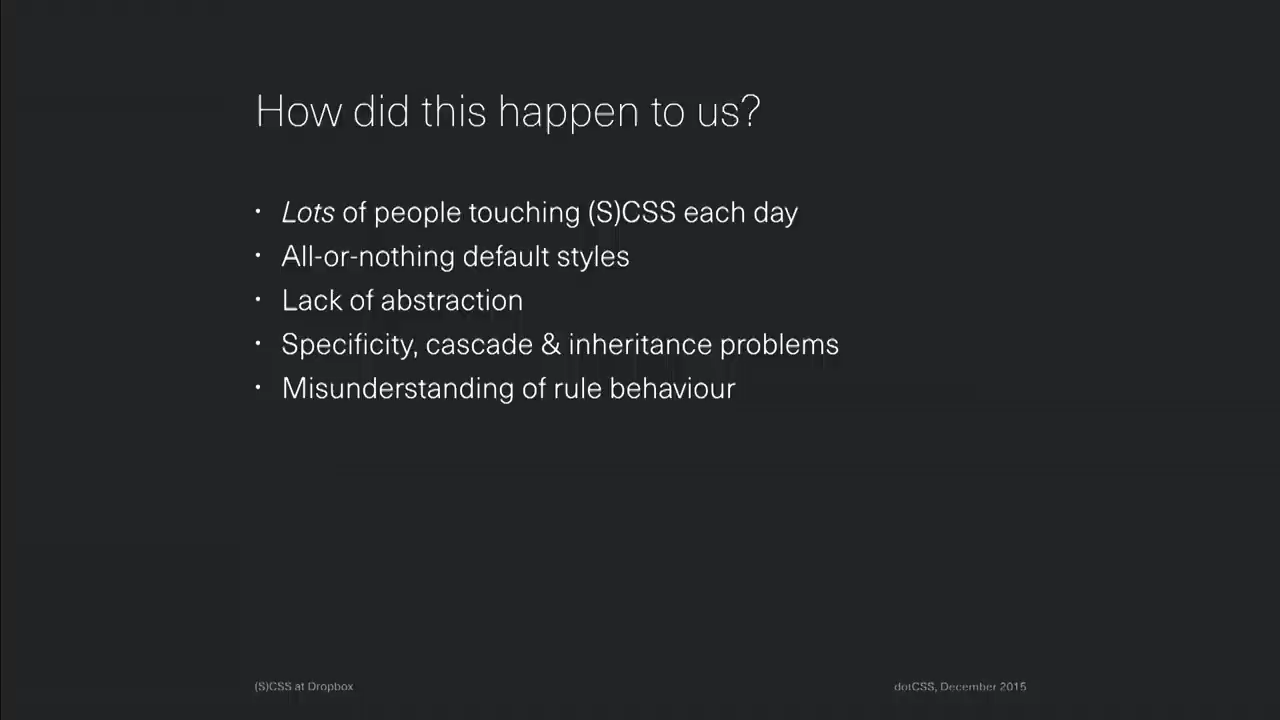 How did this happen to us?
• Lots of people touching (S)CSS each day
• All-or-nothing default styles
• Lack of abstraction
• Specificity, cascade & inheritance problems
• Misunderstanding of rule behaviour
(S)CSS at Dropbox
dotCSS, December 2015